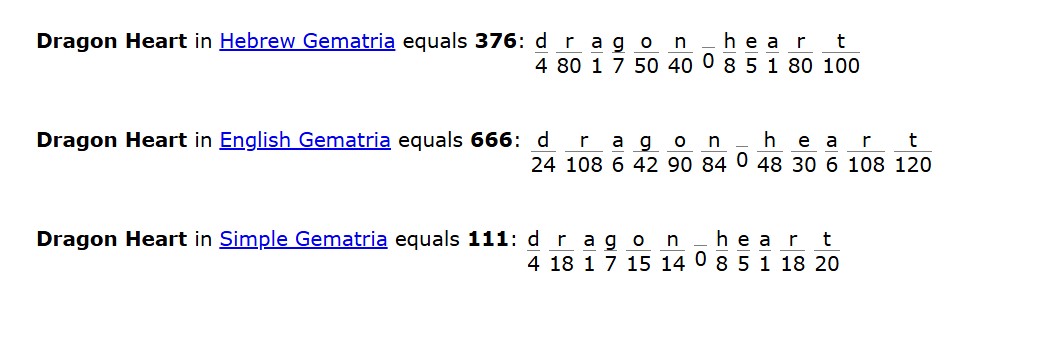 Dragon Heart in Hebrew Gematria equals 376: d r a g o n _ h e a r t
4 80 1 7 50 40 0 8 5 1 80 100
Dragon Heart in English Gematria equals 666: d r a g o n _ h e a r t
24 108 6 42 90 84 0 48 30 6 108 120
Dragon Heart in Simple Gematria equals 111: d r a g o n _ h e a r t
4 18 1 7 15 14 0 8 5 1 18 20